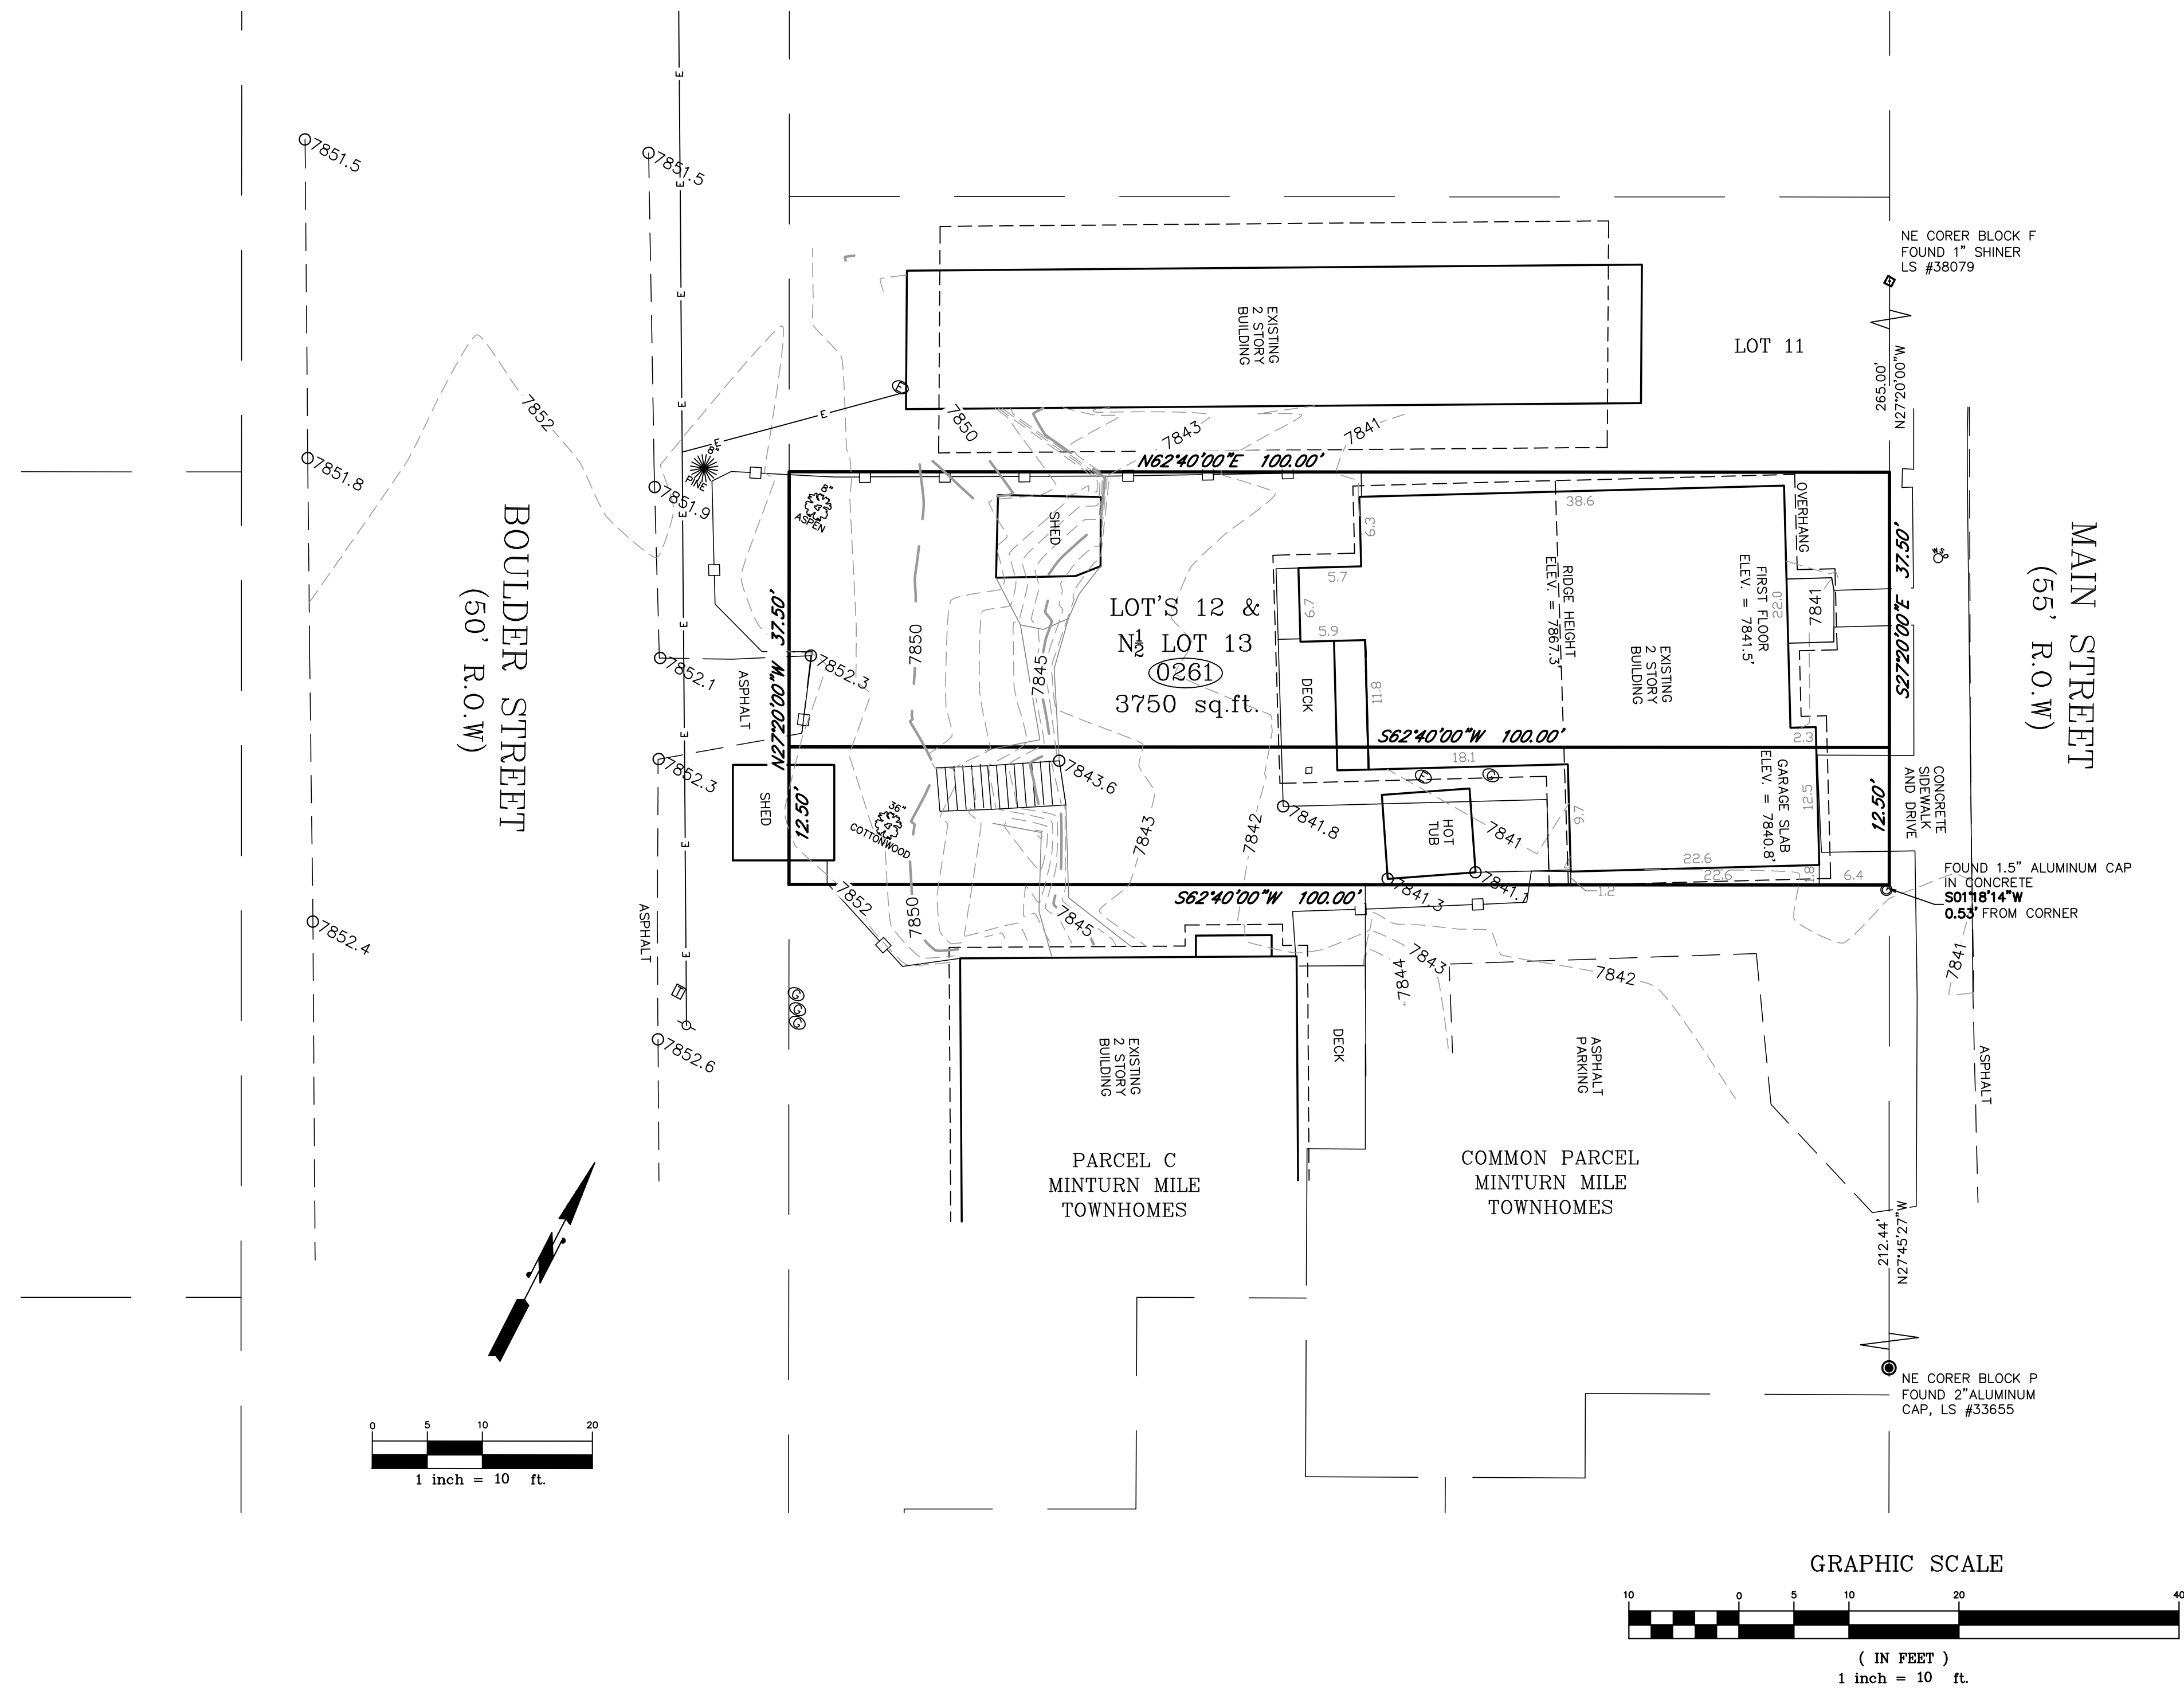 7851.5
7851.5
E
E
E
E
E
E
E
E
E
E
E
E
E
NE CORER BLOCK F
FOUND 1" SHINER
LS #38079
EXISTING
2 STORY
BUILDING
LOT 11
265.00'
N27°20'00"W
7852
7850
7843
7841
8"
PINE
7851.8
7851.9
N62°40'00"E 100.00'
8"
ASPEN
SHED
38.6
OVERHANG
6.3
5.7
6.7
5.9
11.8
BOULDER STREET
(50' R.O.W)
MAIN STREET
(55' R.O.W)
S27°20'00"E 37.50'
W.S.O
N27°20'00"W 37.50'
7850
7845
LOT'S 12 &
N½ LOT 13
0261
3750 sq.ft.
RIDGE HEIGHT
ELEV. = 7867.3'
FIRST FLOOR
ELEV. = 7841.5'
22.0
7841
EXISTING
2 STORY
BUILDING
DECK
7852.1
7852.3
ASPHALT
S62°40'00"W 100.00'
2.3
18.1
7852.3
SHED
12.50'
36"
COTTONWOOD
7843.6
7843
7842
7841.8
E
G
HOT
TUB
7841
9.7
GARAGE SLAB
ELEV. = 7840.8'
12.5
12.50'
CONCRETE
SIDEWALK
AND DRIVE
22.6
22.6
1.8
6.4
1.2
7841.3
7841.1
S62°40'00"W 100.00'
FOUND 1.5" ALUMINUM CAP
IN CONCRETE
S01°18'14"W
0.53' FROM CORNER
7852
7850
7845
7852.4
ASPHALT
7843
7844
7842
7841
T
G
G
G
7852.6
EXISTING
2 STORY
BUILDING
DECK
ASPHALT
PARKING
ASPHALT
PARCEL C
MINTURN MILE
TOWNHOMES
COMMON PARCEL
MINTURN MILE
TOWNHOMES
212.44'
N27°45'27"W
NE CORER BLOCK P
FOUND 2"ALUMINUM
CAP, LS #33655
0 5 10 20
1 inch = 10 ft.
GRAPHIC SCALE
10 0 5 10 20 40
( IN FEET )
1 inch = 10 ft.